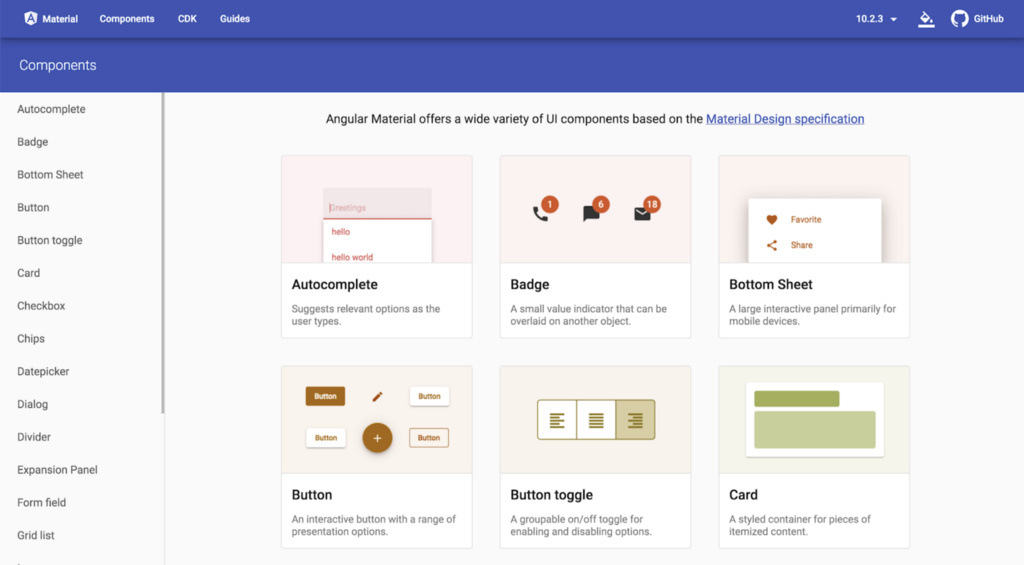 Material Components CDK Guides 10.2.3 GitHub
Components
Autocomplete
Badge
Bottom Sheet
Button
Button toggle
Card
Checkbox
Chips
Datepicker
Dialog
Divider
Expansion Panel
Form field
Grid list
Angular Material offers a wide variety of UI components based on the Material Design specification
Greetings
hello
hello world
Autocomplete
Suggests relevant options as the
user types.
1 6 18
Badge
A small value indicator that can be
overlaid on another object.
Favorite
Share
Bottom Sheet
A large interactive panel primarily for
mobile devices.
Button Button
Button Button
Button
An interactive button with a range of
presentation options.
Button toggle
A groupable on/off toggle for
enabling and disabling options.
Card
A styled container for pieces of
itemized content.